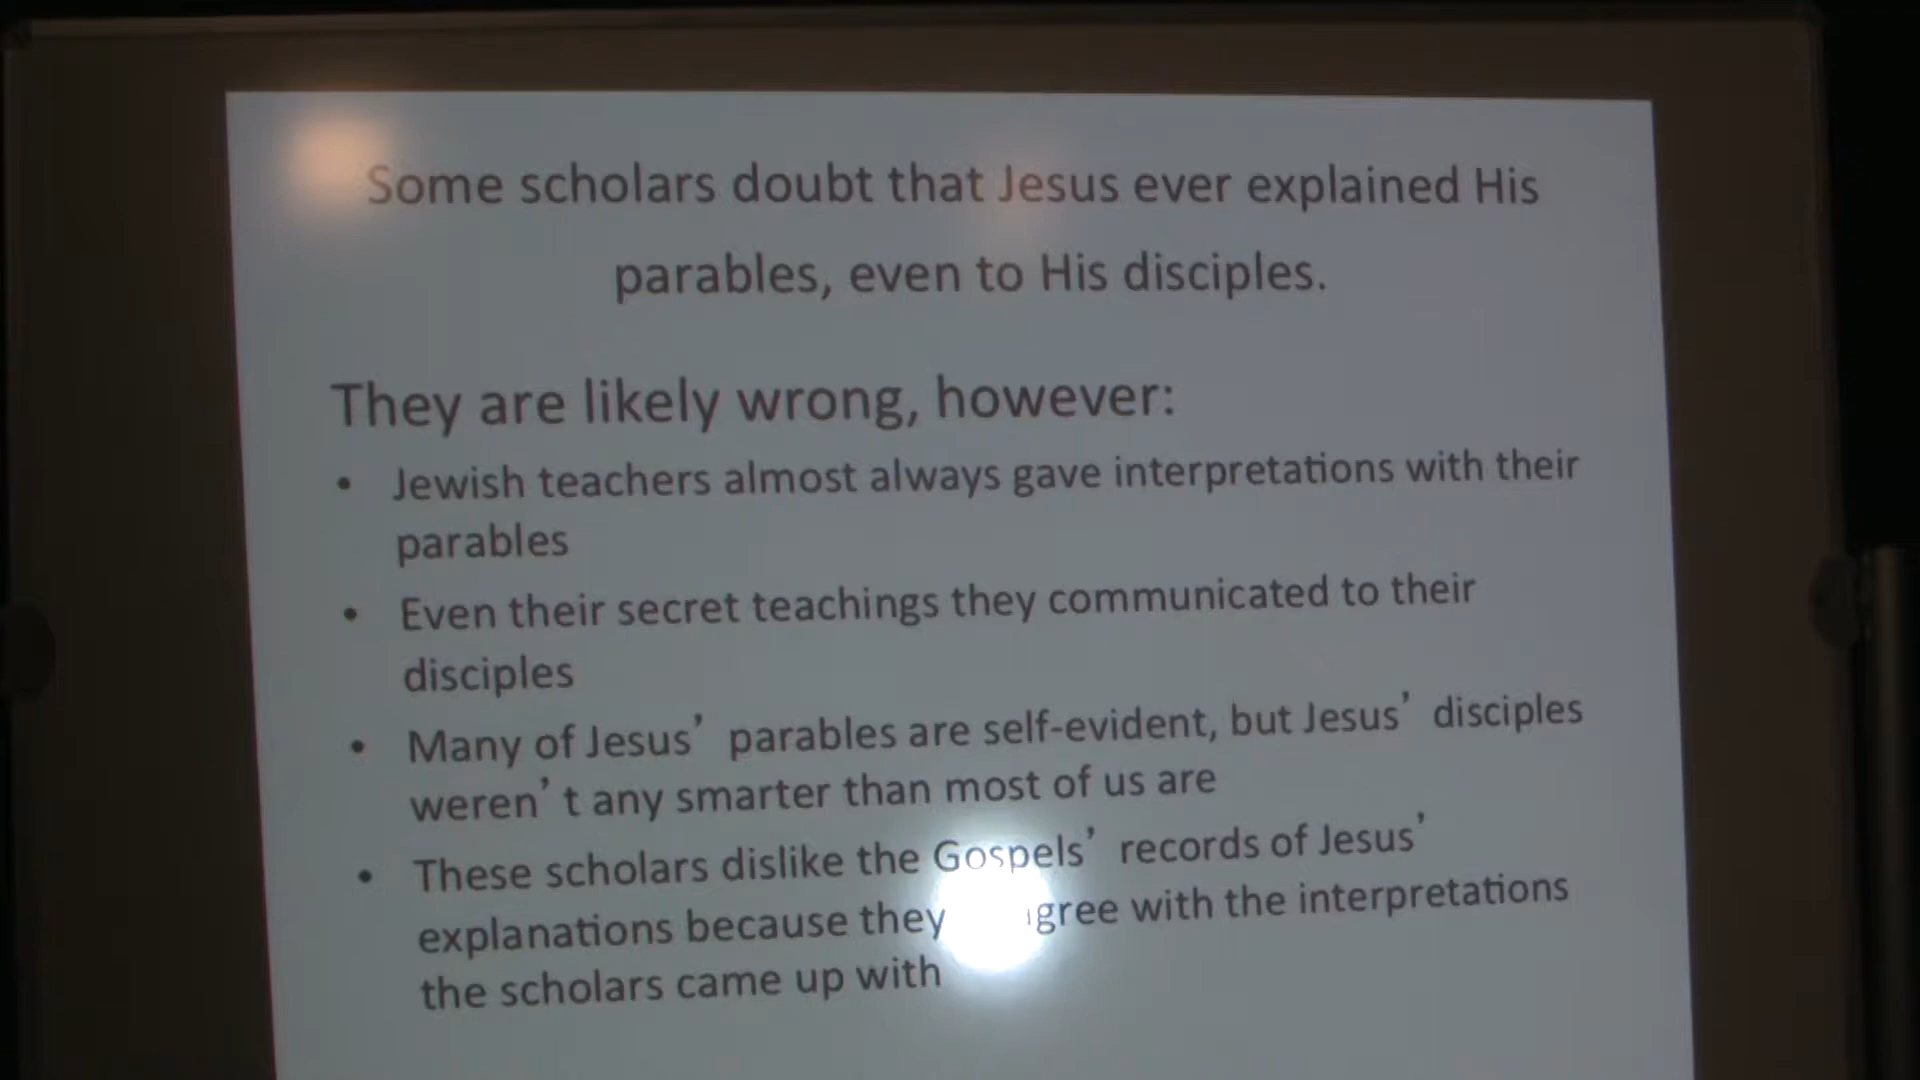 Some scholars doubt that Jesus ever explained His
parables, even to His disciples.
They are likely wrong, however:
• Jewish teachers almost always gave interpretations with their
parables
• Even their secret teachings they communicated to their
disciples
• Many of Jesus’ parables are self-evident, but Jesus’ disciples
weren’t any smarter than most of us are
• These scholars dislike the Gospels’ records of Jesus’
explanations because they with the interpretations
the scholars came up with